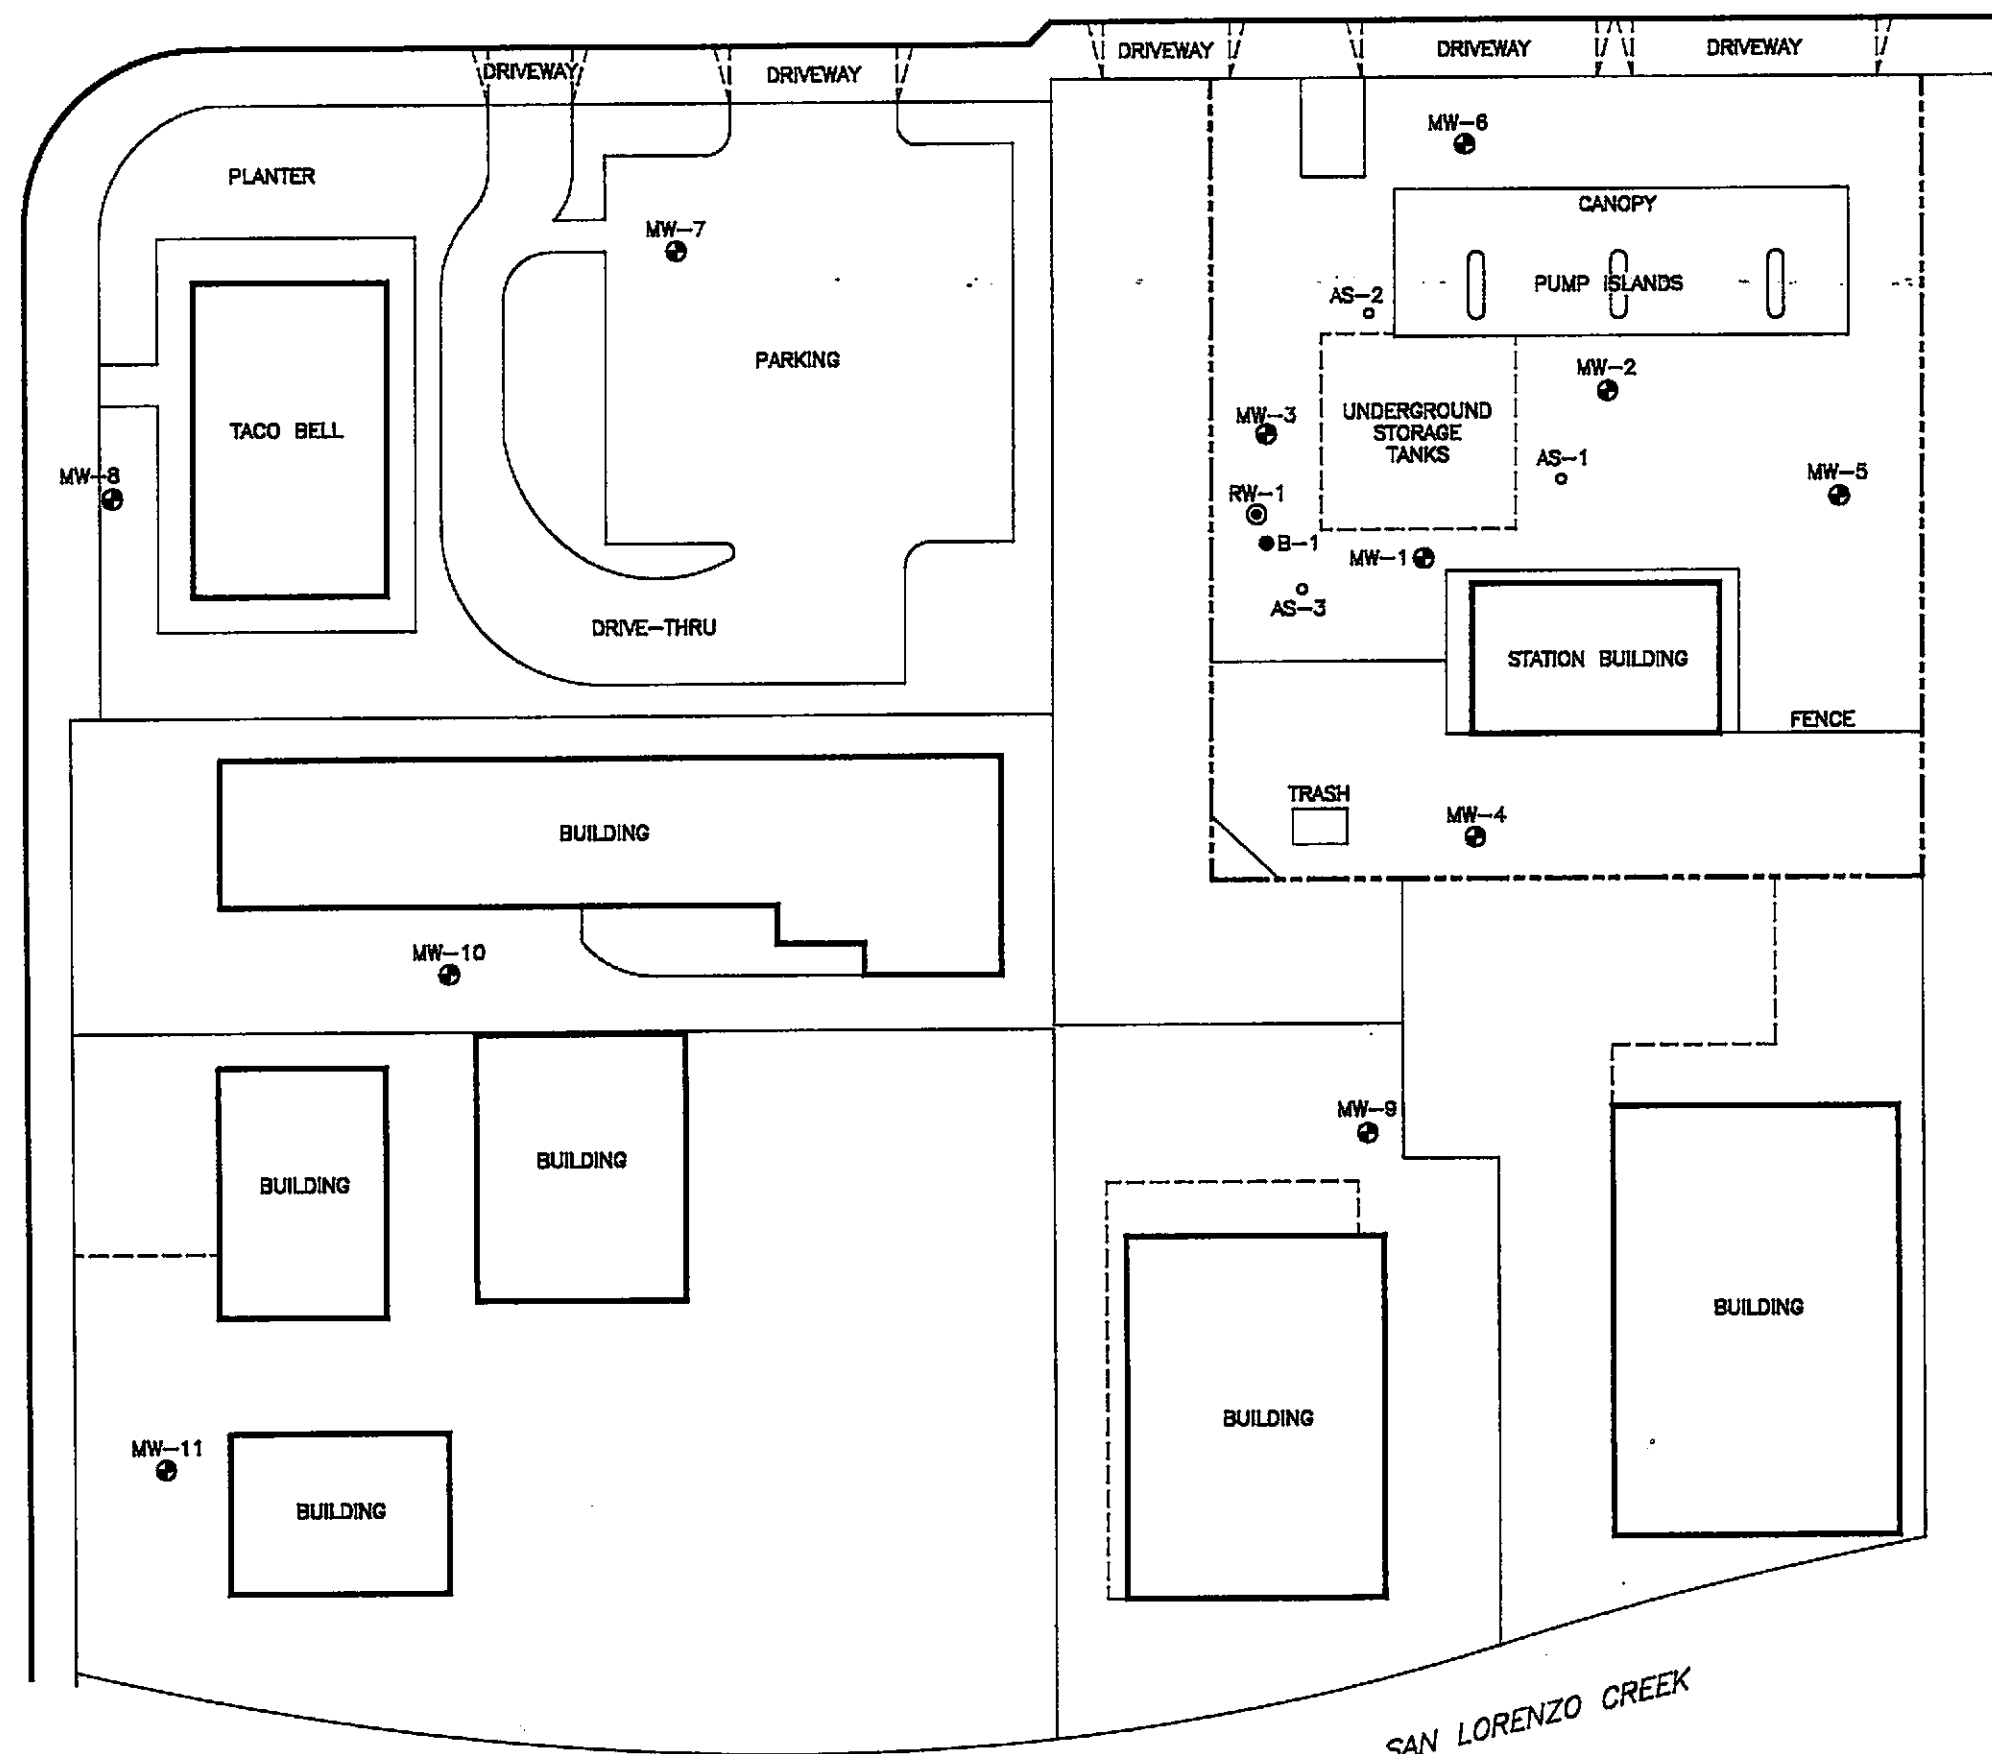 DRIVEWAY
DRIVEWAY
DRIVEWAY
DRIVEWAY
DRIVEWAY
MW-6
PLANTER
CANOPY
MW-7
PUMP ISLANDS
AS-2
PARKING
MW-2
UNDERGROUND
STORAGE
TANKS
MW-3
TACO BELL
AS-1
MW-5
MW-8
RW-1
B-1
MW-1
AS-3
DRIVE-THRU
STATION BUILDING
FENCE
TRASH
MW-4
BUILDING
MW-10
MW-9
BUILDING
BUILDING
BUILDING
BUILDING
MW-11
BUILDING
SAN LORENZO CREEK